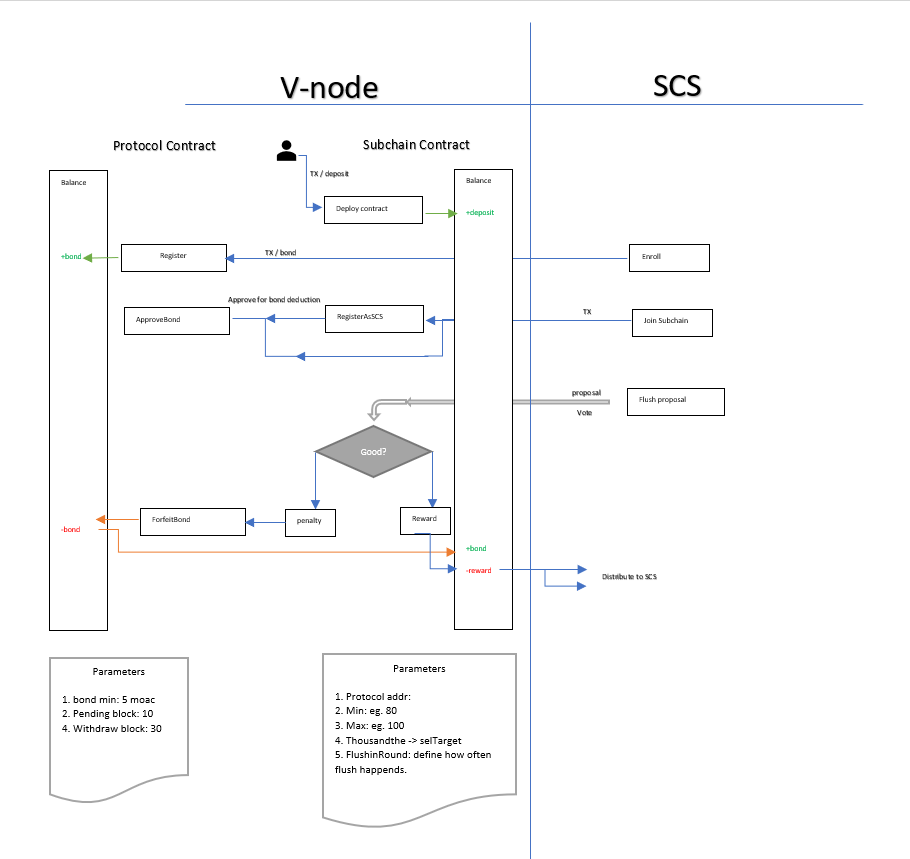 V-node
SCS
Protocol Contract
Subchain Contract
TX / deposit
Balance
Balance
Deploy contract
+deposit
+bond
Register
TX / bond
Enroll
Approve for bond deduction
ApproveBond
RegisterAsSCS
TX
Join Subchain
proposal
Flush proposal
Vote
Good?
-bond
ForfeitBond
penalty
Reward
+bond
-reward
Distribute to SCS
Parameters
1. bond min: 5 moac
2. Pending block: 10
4. Withdraw block: 30
Parameters
1. Protocol addr:
2. Min: eg. 80
3. Max: eg. 100
4. Thousandthe -> selTarget
5. FlushinRound: define how often
flush happends.